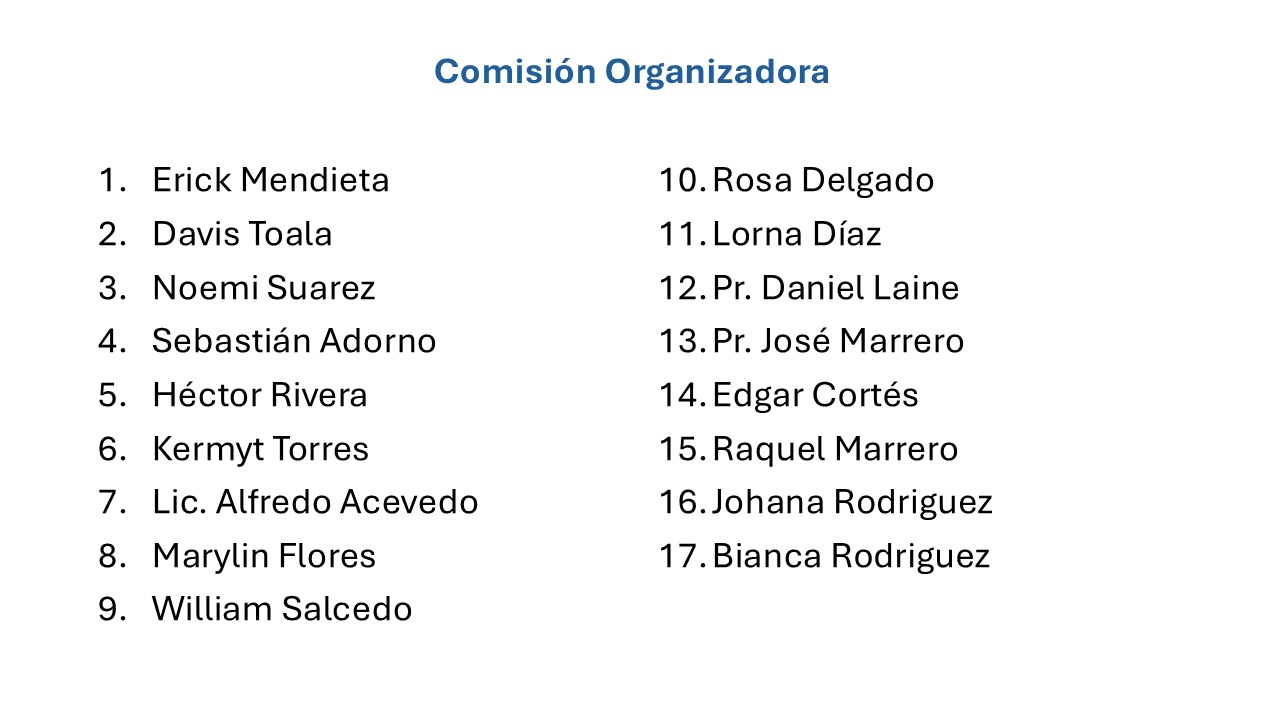 Comisión Organizadora
1. Erick Mendieta
2. Davis Toala
3. Noemi Suarez
4. Sebastián Adorno
5. Héctor Rivera
6. Kermyt Torres
7. Lic. Alfredo Acevedo
8. Marylin Flores
9. William Salcedo
10. Rosa Delgado
11. Lorna Díaz
12. Pr. Daniel Laine
13. Pr. José Marrero
14. Edgar Cortés
15. Raquel Marrero
16. Johana Rodriguez
17. Bianca Rodriguez